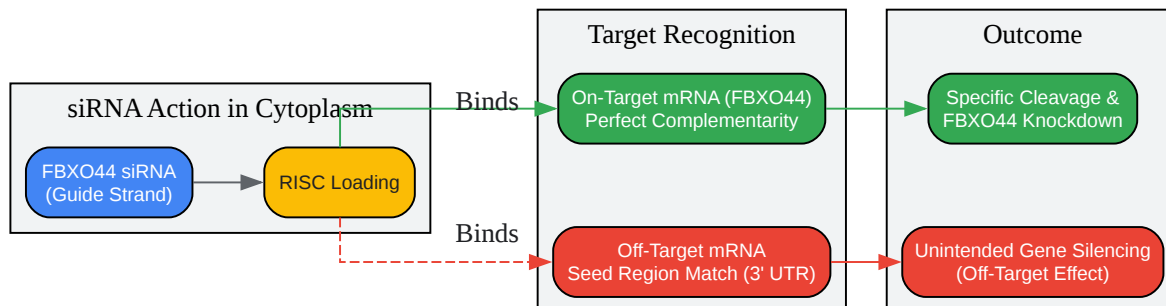 siRNA Action in Cytoplasm
FBXO44 siRNA
(Guide Strand)
RISC Loading
Binds
Binds
Target Recognition
On-Target mRNA (FBXO44)
Perfect Complementarity
Off-Target mRNA
Seed Region Match (3' UTR)
Outcome
Specific Cleavage &
FBXO44 Knockdown
Unintended Gene Silencing
(Off-Target Effect)